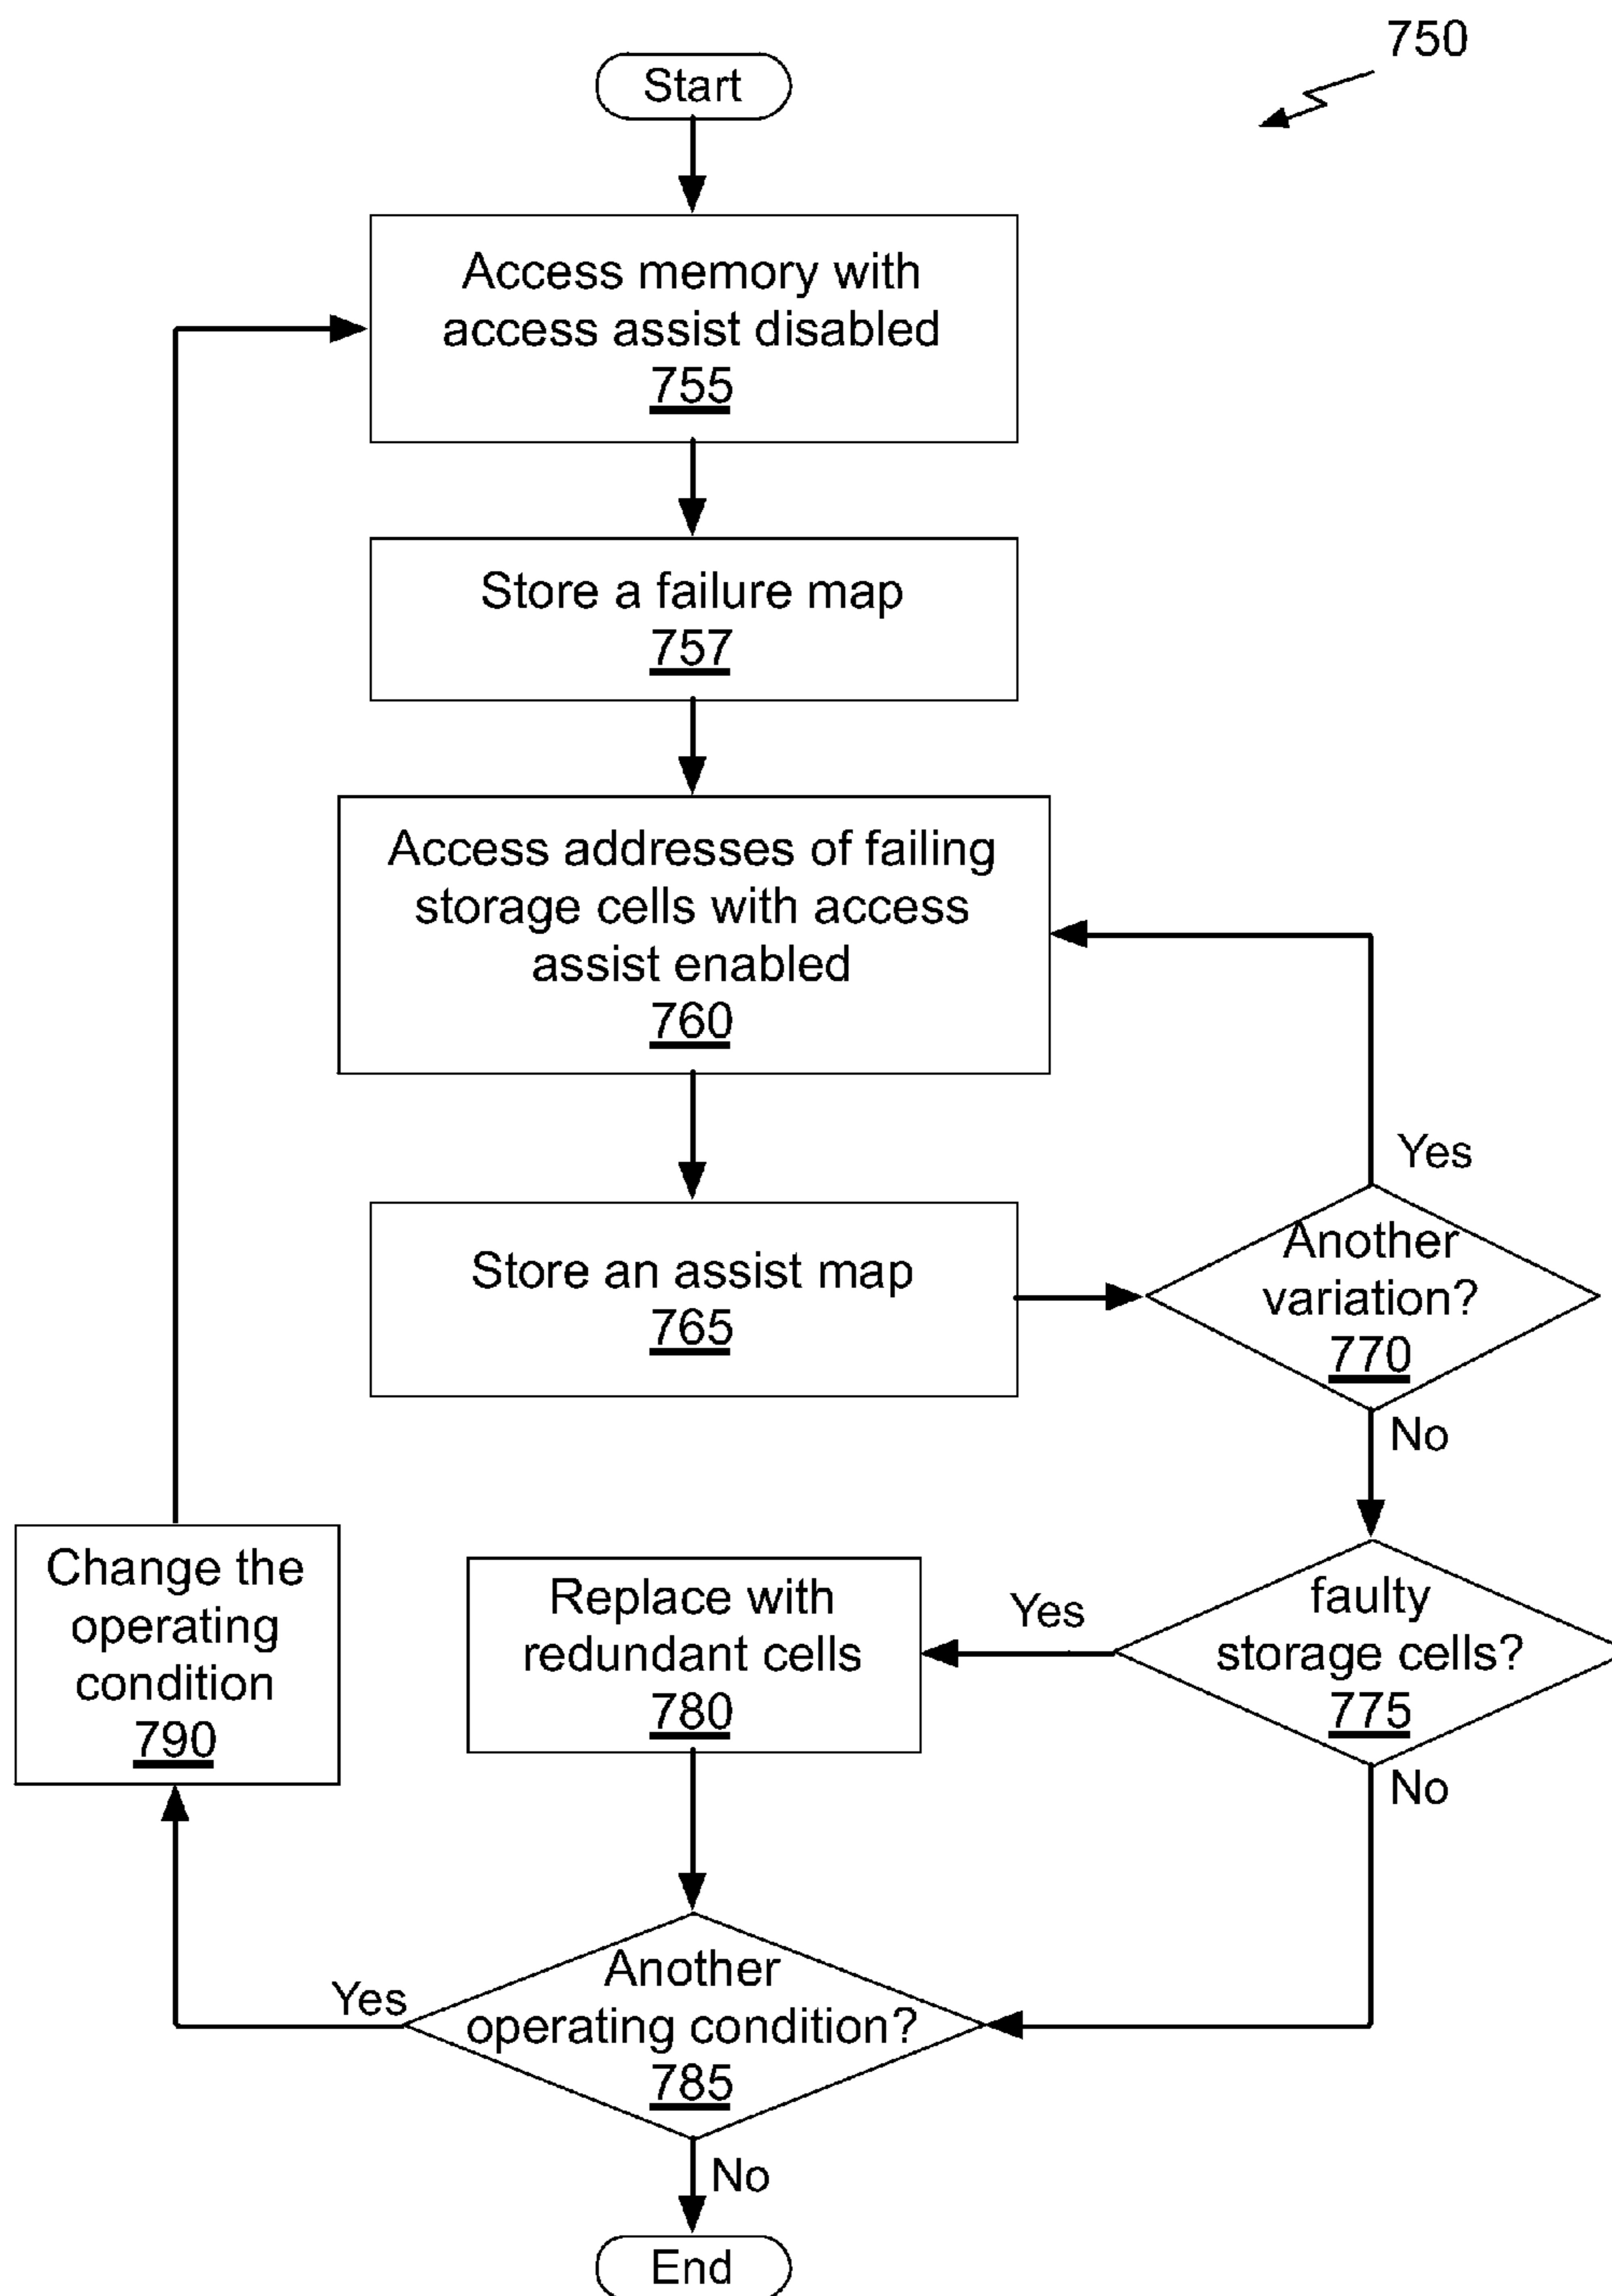 750
Start
Access memory with
access assist disabled
755
Store a failure map
757
Access addresses of failing
storage cells with access
assist enabled
760
Yes
Store an assist map
765
Another
variation?
770
No
Change the
operating
condition
790
Replace with
redundant cells
780
Yes
faulty
storage cells?
775
No
Yes
Another
operating condition?
785
No
End